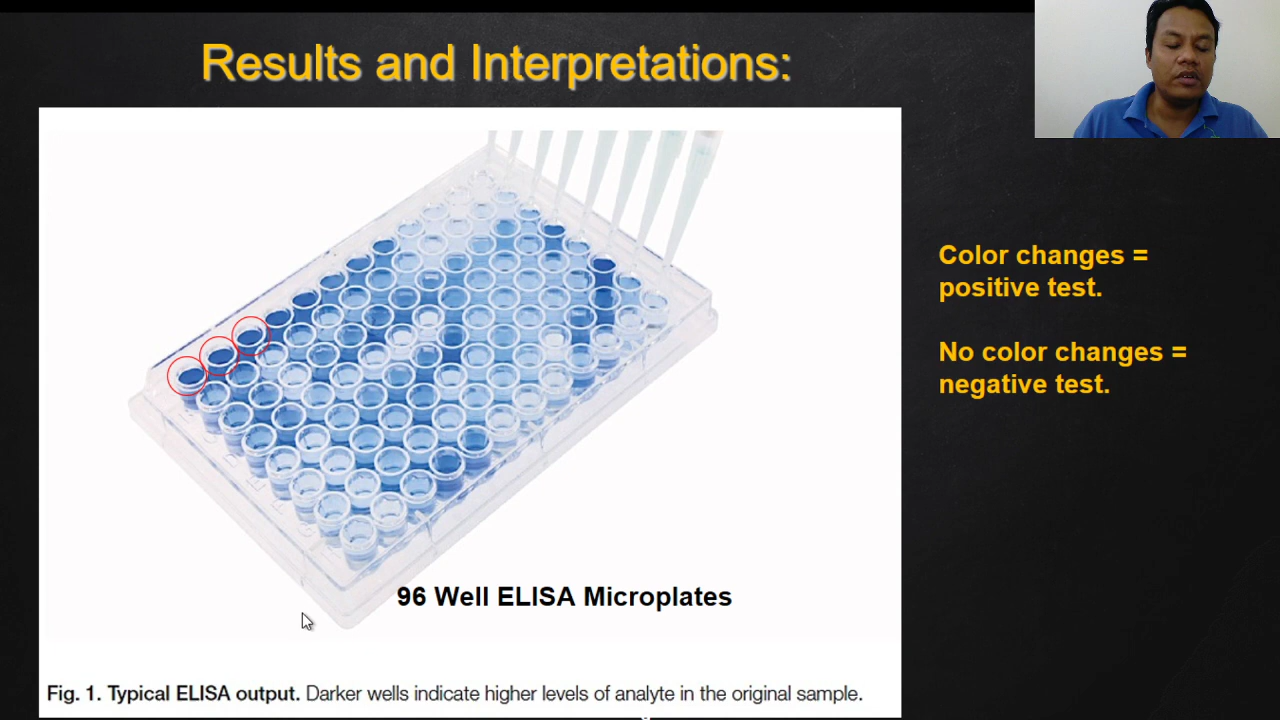 Results and Interpretations:
Color changes =
positive test.
No color changes =
negative test.
96 Well ELISA Microplates
Fig. 1. Typical ELISA output. Darker wells indicate higher levels of analyte in the original sample.